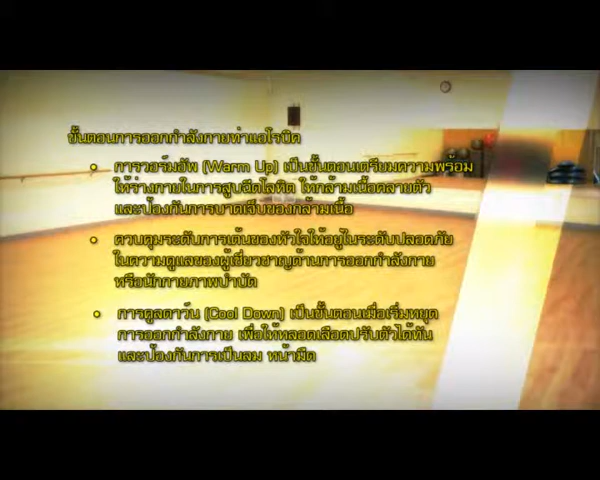 ขั้นตอนการออกกำลังกายท่าแอโรบิค
• การวอร์มอัพ (Warm Up) เป็นขั้นตอนเตรียมความพร้อม
ให้ร่างกายในการสูบฉีดโลหิต ให้กล้ามเนื้อคลายตัว
และป้องกันการบาดเจ็บของกล้ามเนื้อ
• ควบคุมระดับการเต้นของหัวใจให้อยู่ในระดับปลอดภัย
ในความดูแลของผู้เชี่ยวชาญด้านการออกกำลังกาย
หรือนักกายภาพบำบัด
• การคูลดาวน์ (Cool Down) เป็นขั้นตอนเมื่อเริ่มหยุด
การออกกำลังกาย เพื่อให้หลอดเลือดปรับตัวได้ทัน
และป้องกันการเป็นลม หน้ามืด